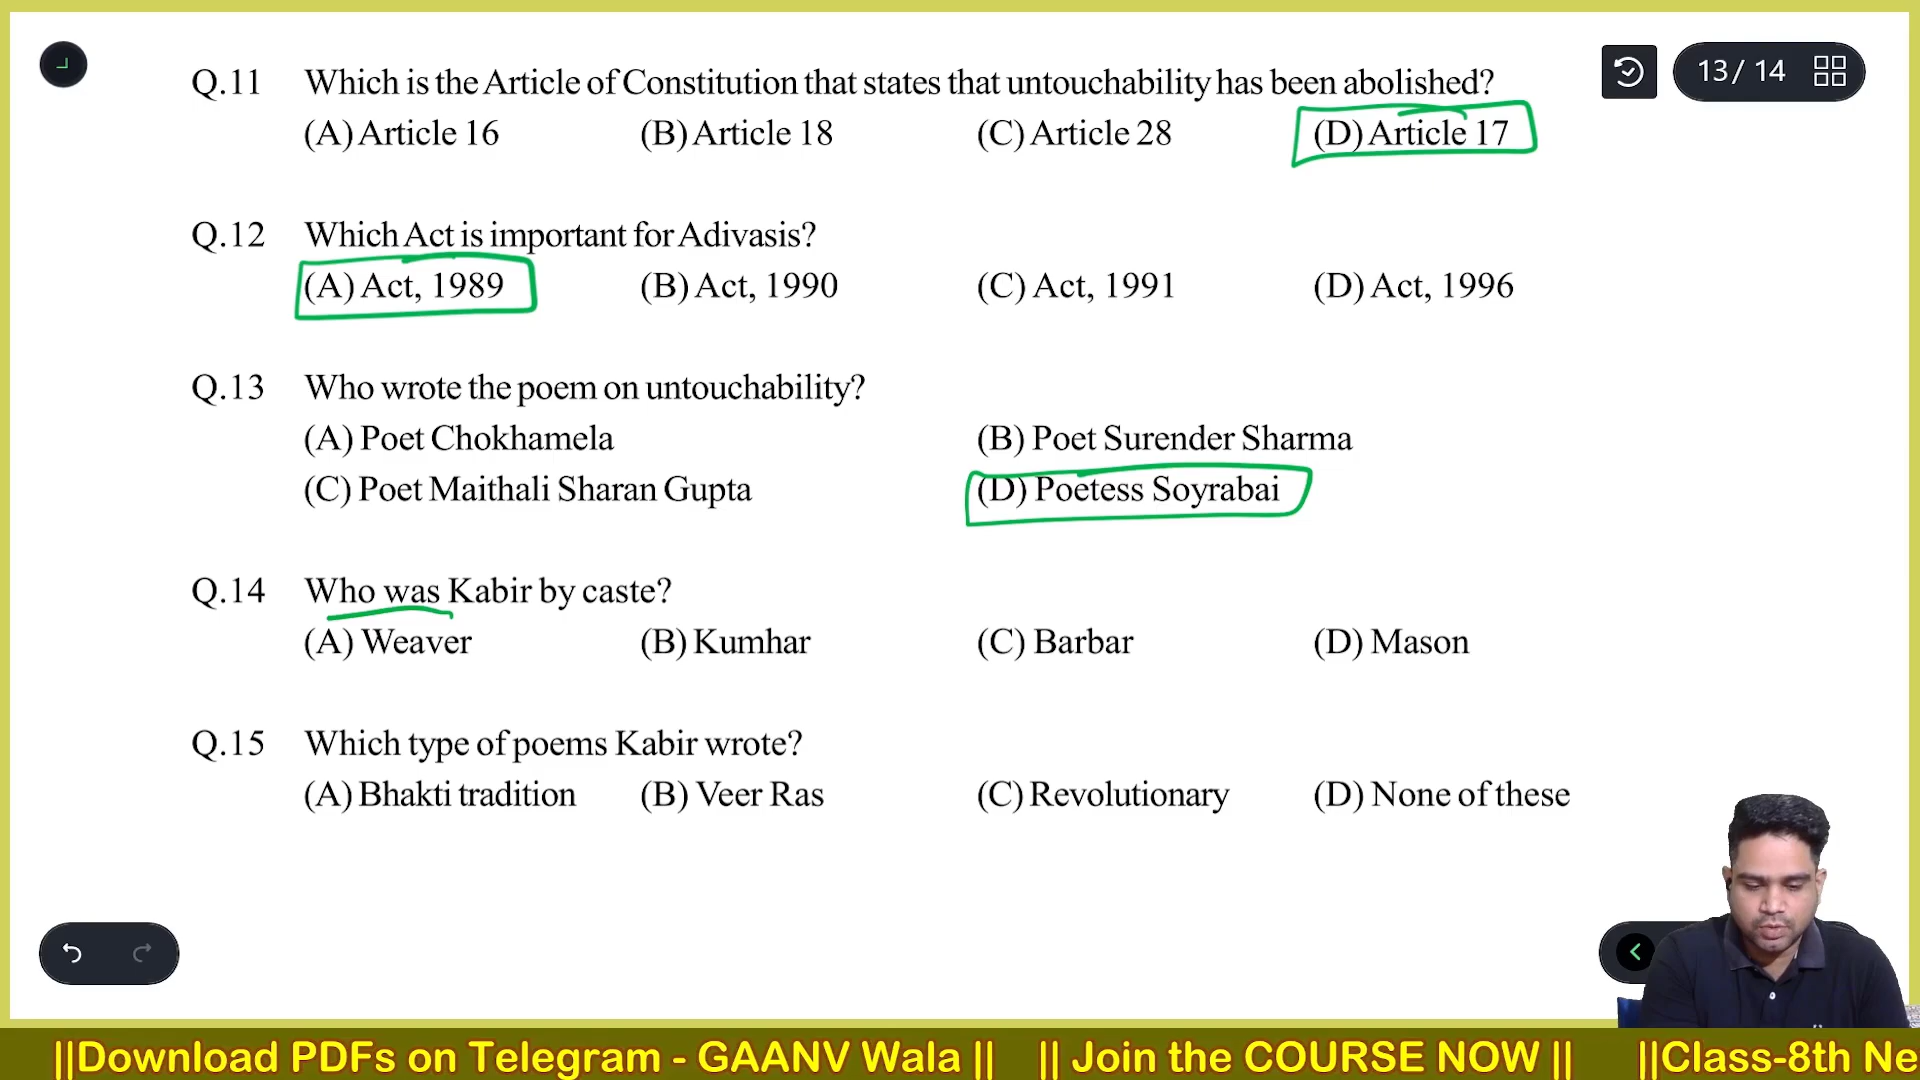 13/ 14
Q.11 Which is the Article of Constitution that states that untouchability has been abolished?
(A) Article 16 (B) Article 18 (C) Article 28 (D) Article 17
Q.12 Which Act is important for Adivasis?
(A) Act, 1989 (B) Act, 1990 (C) Act, 1991 (D) Act, 1996
Q.13 Who wrote the poem on untouchability?
(A) Poet Chokhamela (B) Poet Surender Sharma
(C) Poet Maithali Sharan Gupta (D) Poetess Soyrabai
Q.14 Who was Kabir by caste?
(A) Weaver (B) Kumhar (C) Barbar (D) Mason
Q.15 Which type of poems Kabir wrote?
(A) Bhakti tradition (B) Veer Ras (C) Revolutionary (D) None of these
||Download PDFs on Telegram - GAANV Wala || || Join the COURSE NOW || ||Class-8th Ne